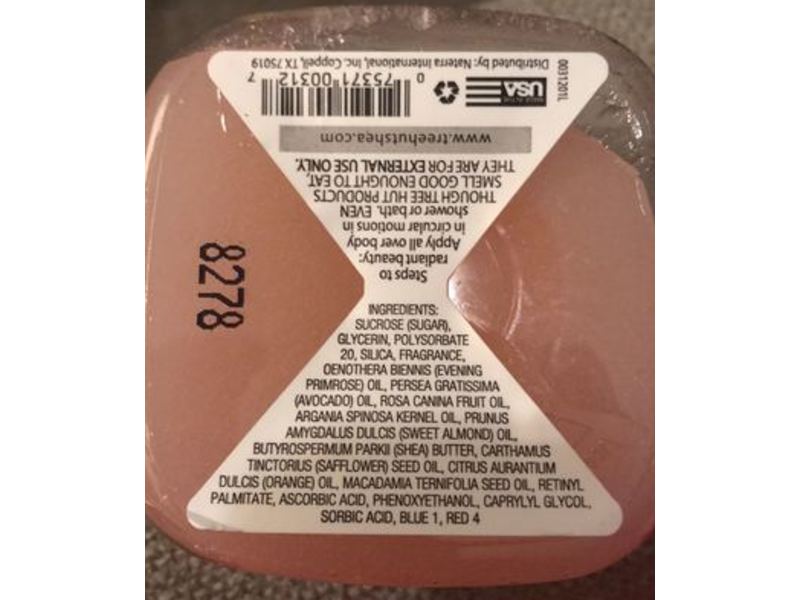 0031201L
MADE IN THE
USA
Distributed by: Naterra International, Inc. Coppell, TX 75019
0 75371 00312 7
www.treehutshea.com
Steps to
radiant beauty:
Apply all over body
in circular motions in
shower or bath. EVEN
THOUGH TREE HUT PRODUCTS
SMELL GOOD ENOUGHT TO EAT,
THEY ARE FOR EXTERNAL USE ONLY.
8278
INGREDIENTS:
SUCROSE (SUGAR),
GLYCERIN, POLYSORBATE
20, SILICA, FRAGRANCE,
OENOTHERA BIENNIS (EVENING
PRIMROSE) OIL, PERSEA GRATISSIMA
(AVOCADO) OIL, ROSA CANINA FRUIT OIL,
ARGANIA SPINOSA KERNEL OIL, PRUNUS
AMYGDALUS DULCIS (SWEET ALMOND) OIL,
BUTYROSPERMUM PARKII (SHEA) BUTTER, CARTHAMUS
TINCTORIUS (SAFFLOWER) SEED OIL, CITRUS AURANTIUM
DULCIS (ORANGE) OIL, MACADAMIA TERNIFOLIA SEED OIL, RETINYL
PALMITATE, ASCORBIC ACID, PHENOXYETHANOL, CAPRYLYL GLYCOL,
SORBIC ACID, BLUE 1, RED 4